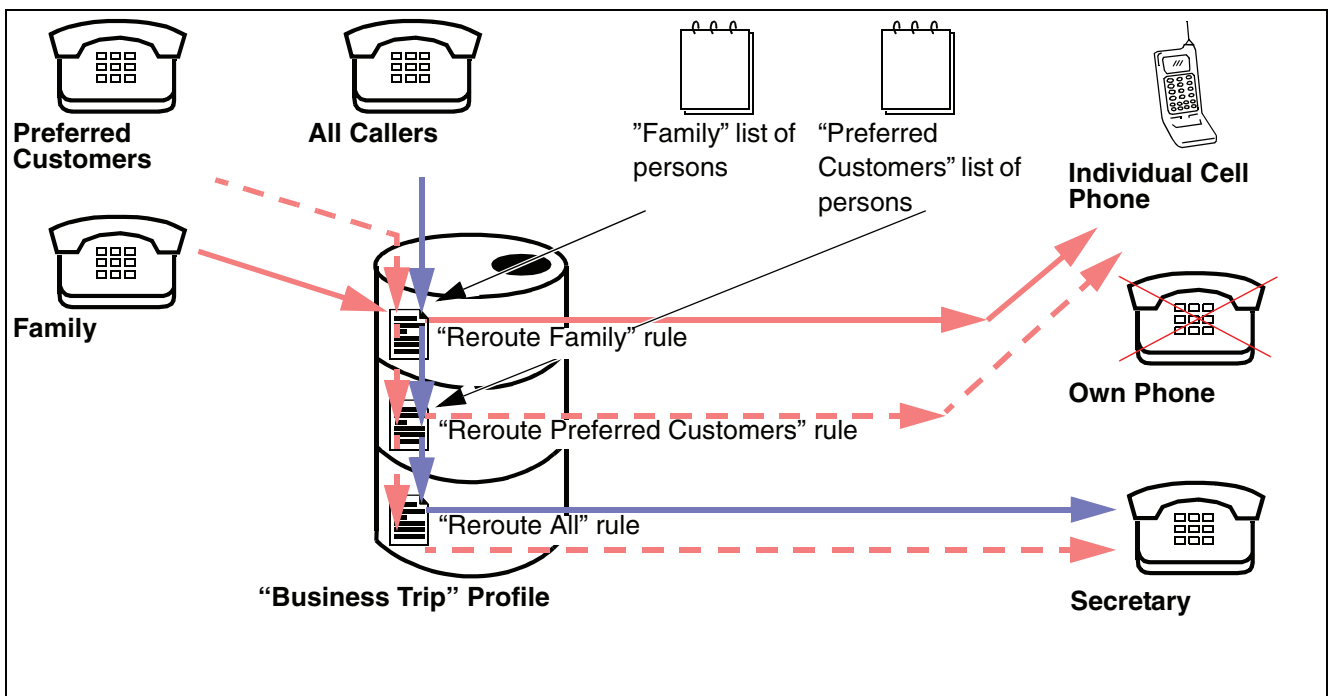 Preferred
Customers
All Callers
”Family” list of
persons
“Preferred
Customers” list of
persons
Individual Cell
Phone
Family
“Reroute Family” rule
Own Phone
“Reroute Preferred Customers” rule
“Reroute All” rule
“Business Trip” Profile
Secretary